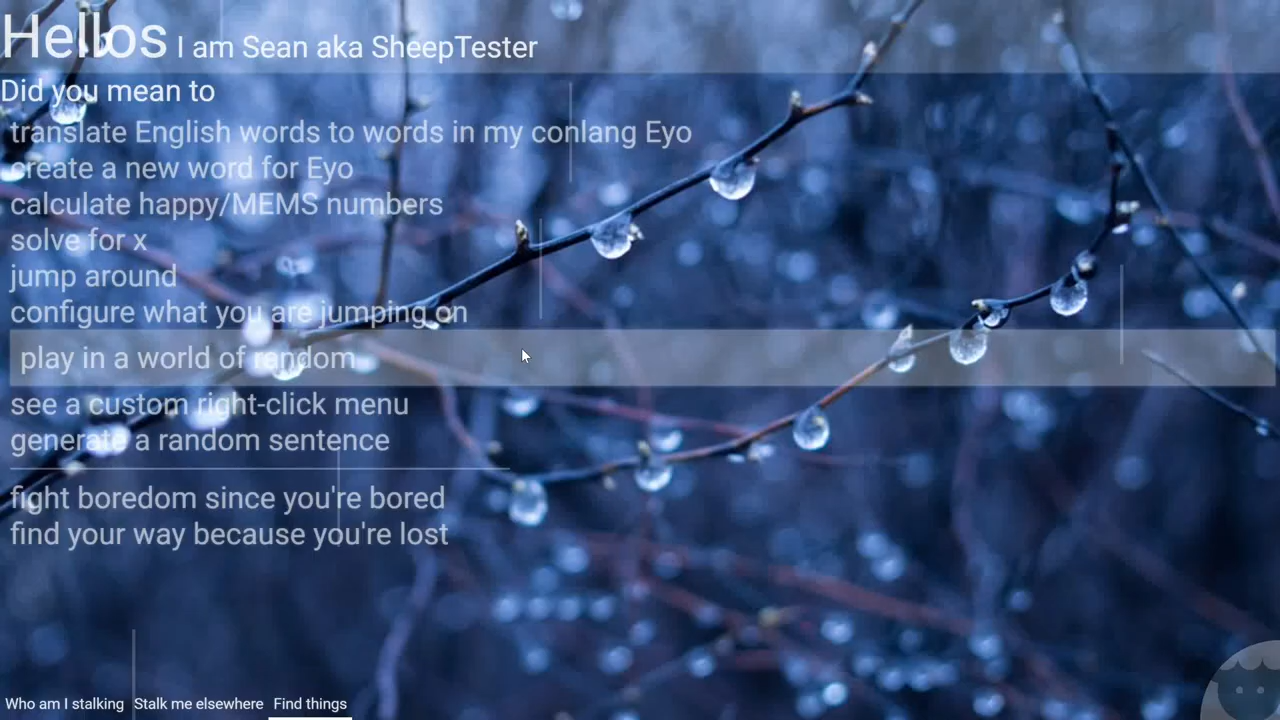 Hellos I am Sean aka SheepTester
Did you mean to
translate English words to words in my conlang Eyo
create a new word for Eyo
calculate happy/MEMS numbers
solve for x
jump around
configure what you are jumping on
play in a world of random
see a custom right-click menu
generate a random sentence
fight boredom since you're bored
find your way because you're lost
Who am I stalking Stalk me elsewhere Find things